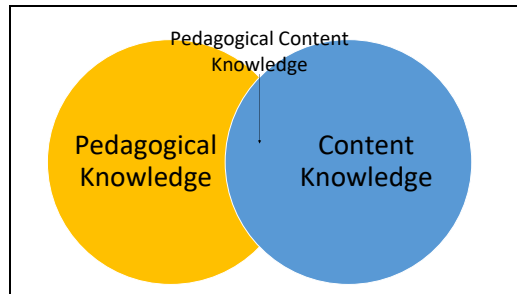 Pedagogical Content
Knowledge
Pedagogical
Knowledge
Content
Knowledge